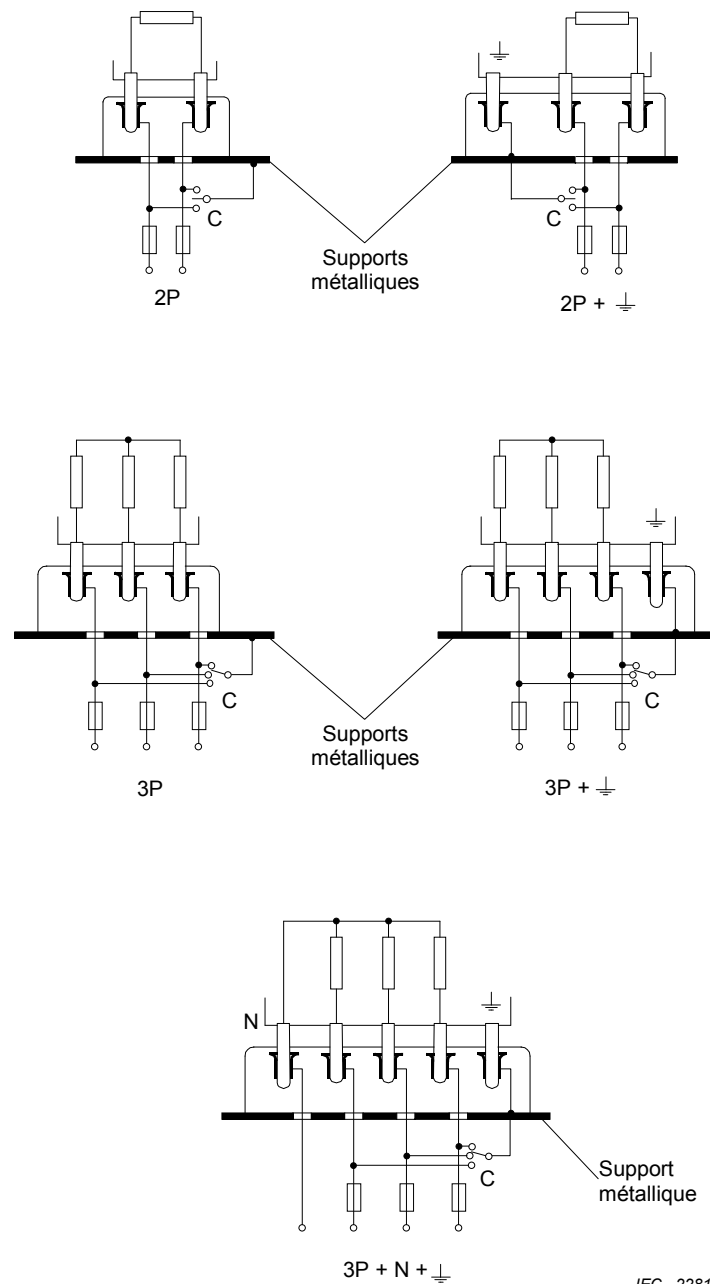 C
C
Supports
métalliques
2P
2P + ⏚
C
C
Supports
métalliques
3P
3P + ⏚
N
C
Support
métallique
3P + N + ⏚